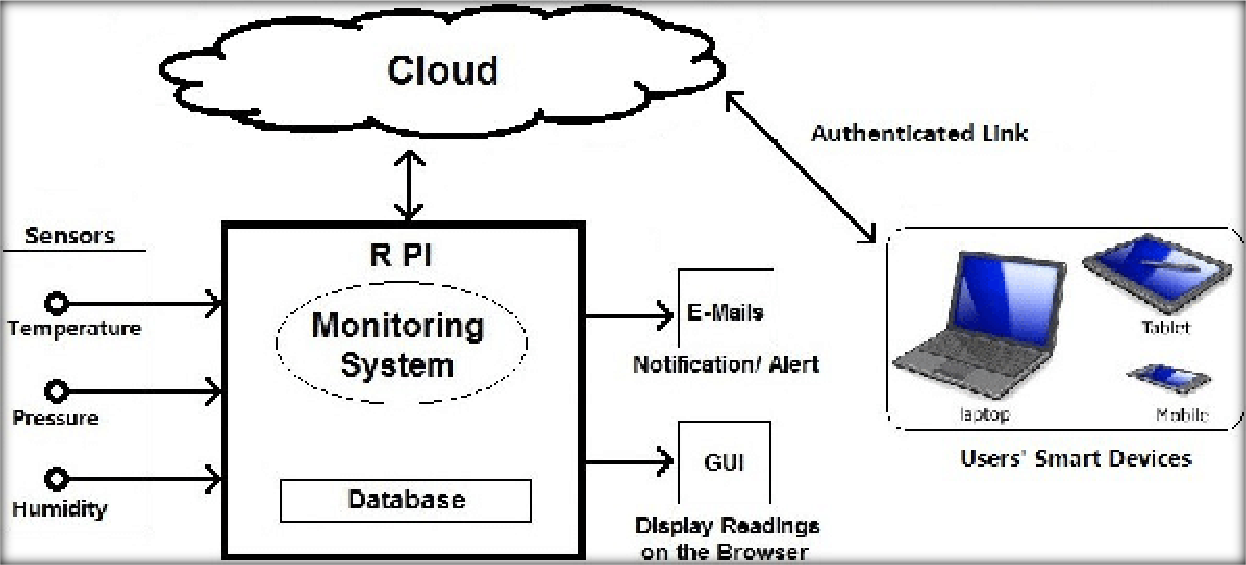 Cloud
Authenticated Link
Sensors
Temperature
Pressure
Humidity
R PI
Monitoring
System
Database
E-Mails
Notification/ Alert
GUI
Display Readings
on the Browser
Tablet
laptop
Mobile
Users' Smart Devices